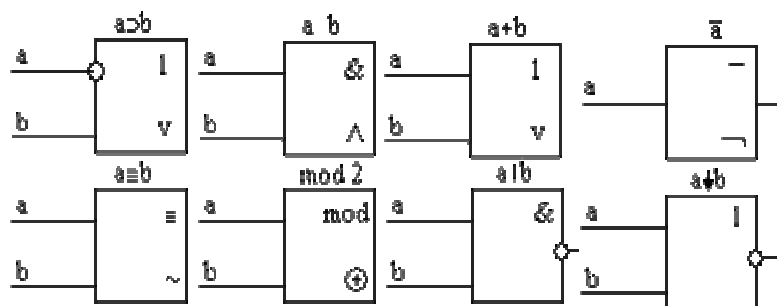 a⊃b a b a+b a̅
a 1 a & a 1 —
a
b v b ∧ b v ¬
a≡b mod 2 a|b a↓b
a ≡ a mod a & a 1
b ~ b ⊕ b b